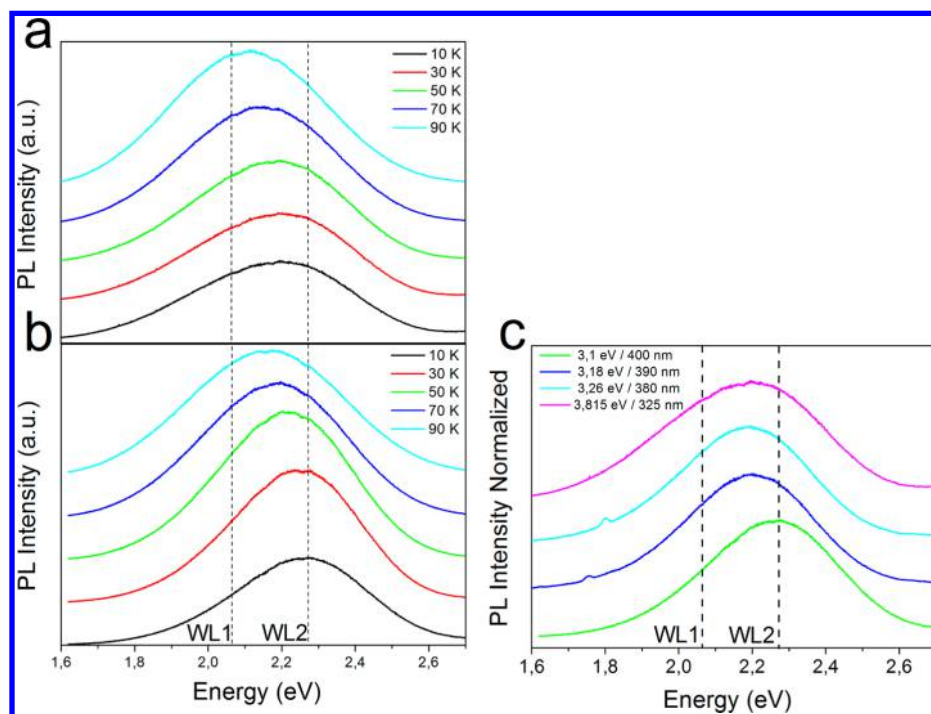 a
PL Intensity (a.u.)
10 K
30 K
50 K
70 K
90 K
b
PL Intensity (a.u.)
10 K
30 K
50 K
70 K
90 K
WL1
WL2
1,6
1,8
2,0
2,2
2,4
2,6
Energy (eV)
c
PL Intensity Normalized
3,1 eV / 400 nm
3,18 eV / 390 nm
3,26 eV / 380 nm
3,815 eV / 325 nm
WL1
WL2
1,6
1,8
2,0
2,2
2,4
2,6
Energy (eV)